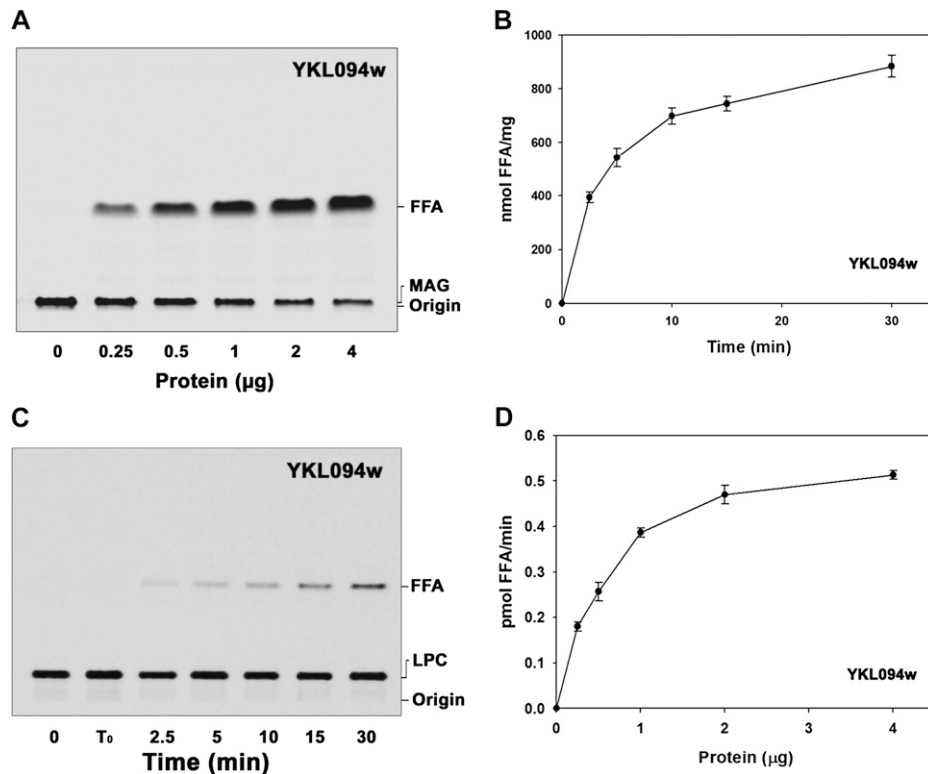 A
YKL094w
FFA
MAG
Origin
0 0.25 0.5 1 2 4
Protein (µg)
B
1000
800
600
400
200
0
nmol FFA/mg
YKL094w
0 10 20 30
Time (min)
C
YKL094w
FFA
LPC
Origin
0 T₀ 2.5 5 10 15 30
Time (min)
D
0.6
0.5
0.4
0.3
0.2
0.1
0.0
pmol FFA/min
YKL094w
0 1 2 3 4
Protein (µg)